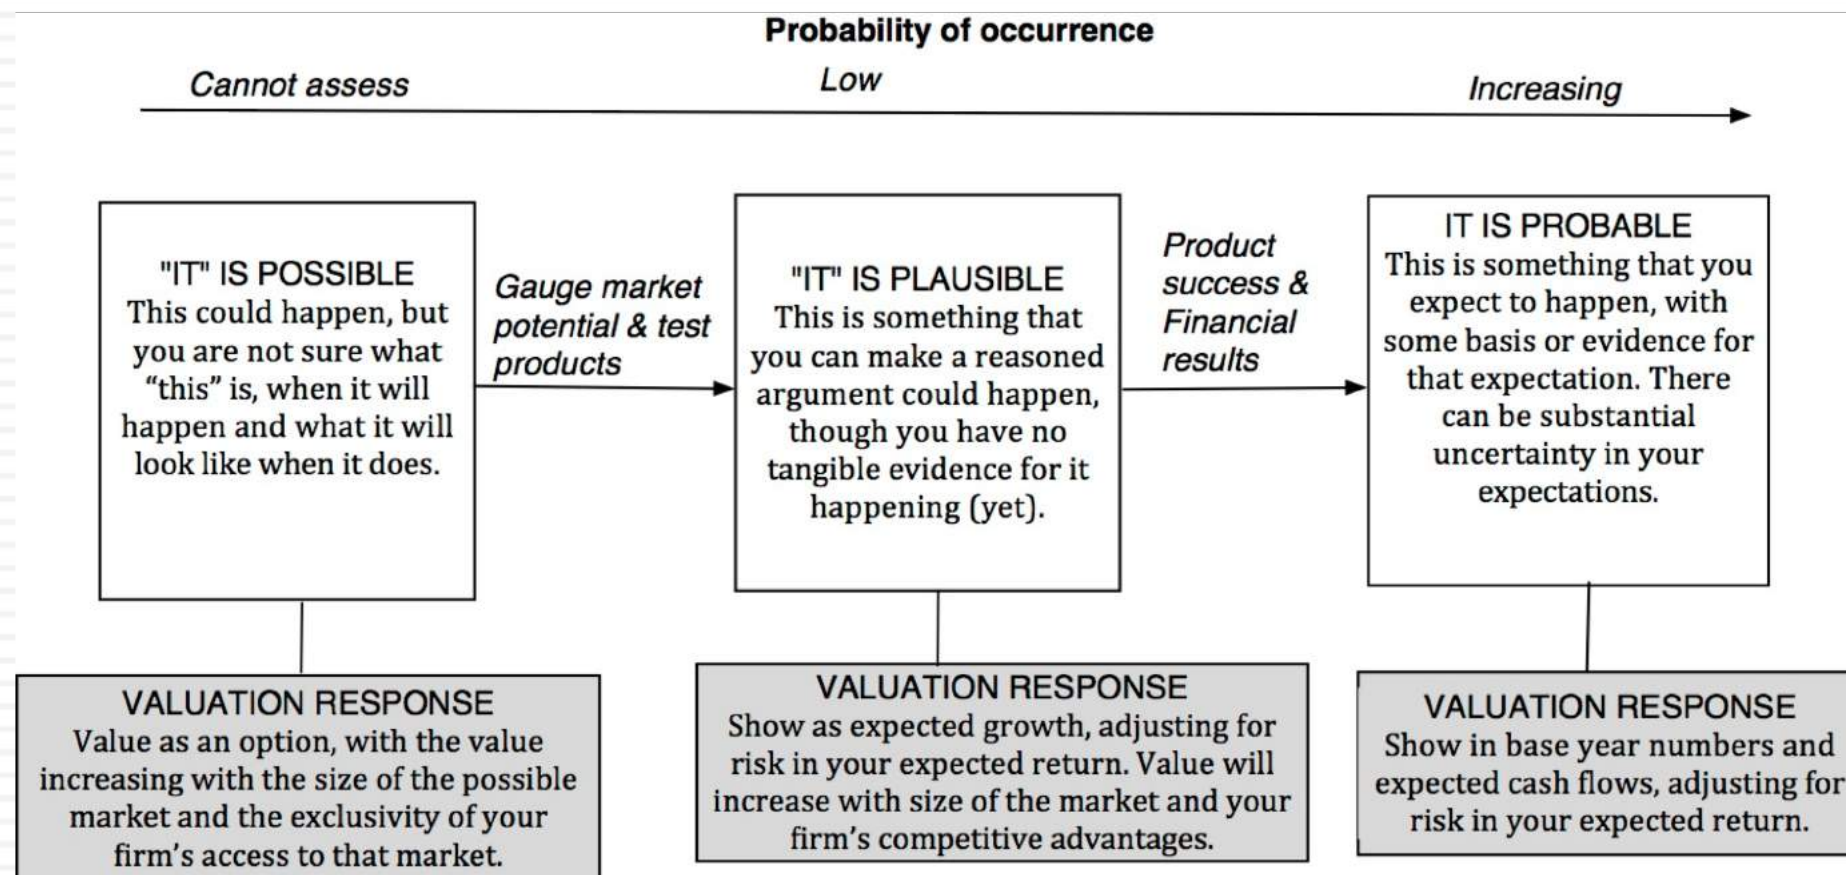 Probability of occurrence
Cannot assess
Low
Increasing
"IT" IS POSSIBLE
This could happen, but
you are not sure what
“this” is, when it will
happen and what it will
look like when it does.
Gauge market
potential & test
products
"IT" IS PLAUSIBLE
This is something that
you can make a reasoned
argument could happen,
though you have no
tangible evidence for it
happening (yet).
Product
success &
Financial
results
IT IS PROBABLE
This is something that you
expect to happen, with
some basis or evidence for
that expectation. There
can be substantial
uncertainty in your
expectations.
VALUATION RESPONSE
Value as an option, with the value
increasing with the size of the possible
market and the exclusivity of your
firm’s access to that market.
VALUATION RESPONSE
Show as expected growth, adjusting for
risk in your expected return. Value will
increase with size of the market and your
firm’s competitive advantages.
VALUATION RESPONSE
Show in base year numbers and
expected cash flows, adjusting for
risk in your expected return.